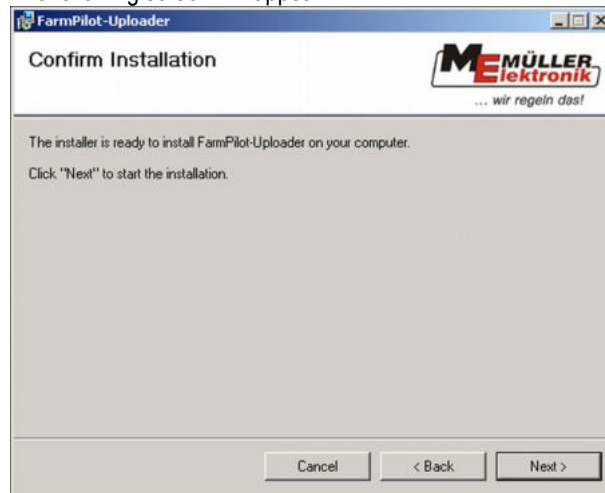 FarmPilot-Uploader
Confirm Installation
ME MÜLLER
Elektronik
... wir regeln das!
The installer is ready to install FarmPilot-Uploader on your computer.
Click "Next" to start the installation.
Cancel
< Back
Next >